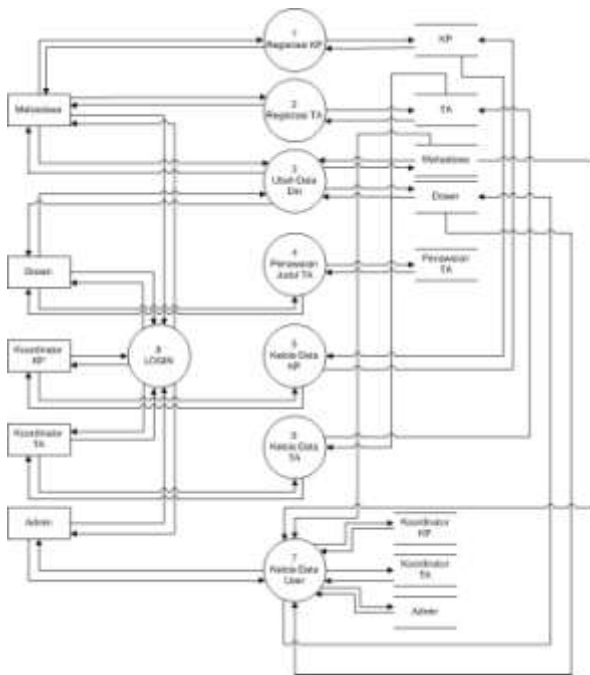 1
Registrasi KP
KP
Mahasiswa
2
Registrasi TA
TA
3
Ubah Data
Diri
Mahasiswa
Dosen
Dosen
4
Penawaran
Judul TA
Penawaran
TA
Koordinator
KP
8
LOGIN
5
Kelola Data
KP
Koordinator
TA
6
Kelola Data
TA
Admin
7
Kelola Data
User
Koordinator
KP
Koordinator
TA
Admin